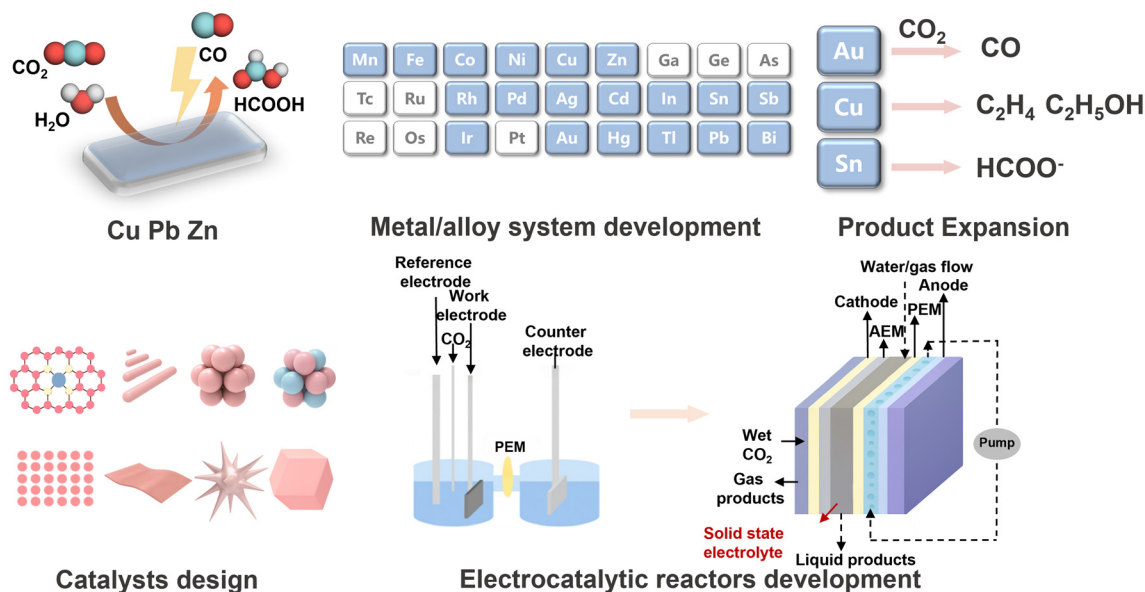 CO₂
H₂O
CO
HCOOH
Cu Pb Zn
Mn Fe Co Ni Cu Zn Ga Ge As
Tc Ru Rh Pd Ag Cd In Sn Sb
Re Os Ir Pt Au Hg Tl Pb Bi
Metal/alloy system development
Au CO₂ CO
Cu C₂H₄ C₂H₅OH
Sn HCOO⁻
Product Expansion
Catalysts design
Reference
electrode
Work
electrode
CO₂
Counter
electrode
PEM
Water/gas flow
Anode
Cathode
PEM
AEM
Wet
CO₂
Gas
products
Pump
Solid state
electrolyte
Liquid products
Electrocatalytic reactors development